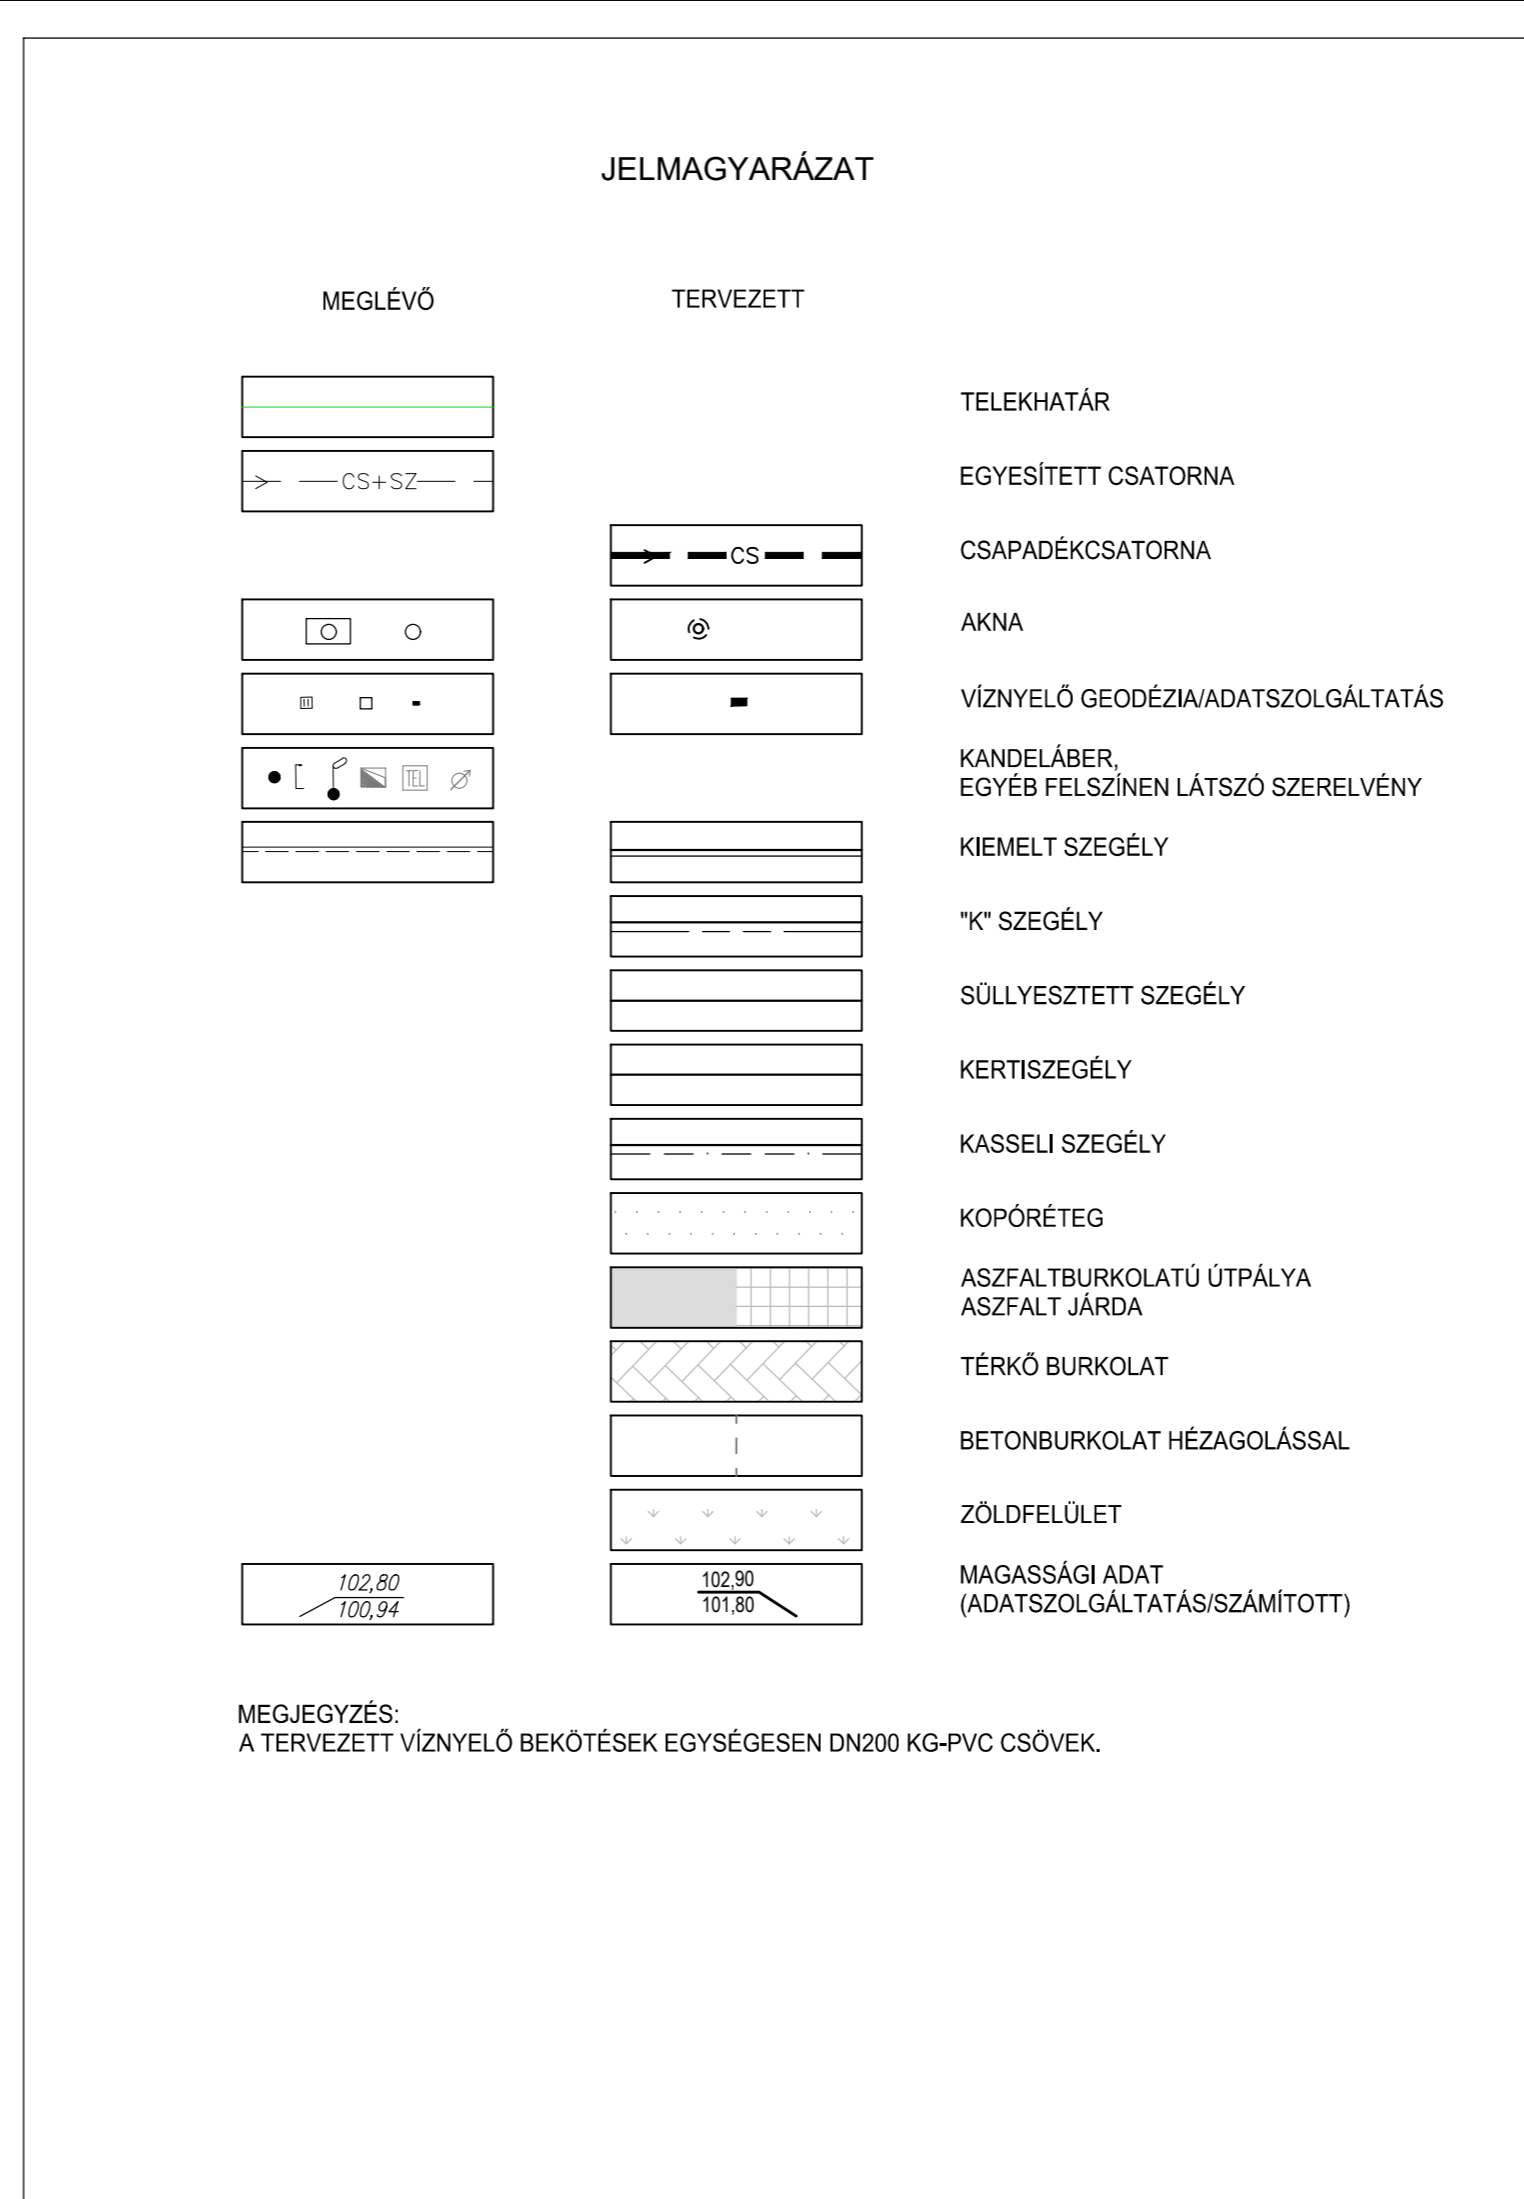 JELMAGYARÁZAT
MEGLÉVŐ
TERVEZETT
TELEKHATÁR
CS+SZ
EGYESÍTETT CSATORNA
CS
CSAPADÉKCSATORNA
AKNA
VÍZNYELŐ GEODÉZIA/ADATSZOLGÁLTATÁS
TEL
KANDELÁBER,
EGYÉB FELSZÍNEN LÁTSZÓ SZERELVÉNY
KIEMELT SZEGÉLY
"K" SZEGÉLY
SÜLLYESZTETT SZEGÉLY
KERTISZEGÉLY
KASSELI SZEGÉLY
KOPÓRÉTEG
ASZFALTBURKOLATÚ ÚTPÁLYA
ASZFALT JÁRDA
TÉRKŐ BURKOLAT
BETONBURKOLAT HÉZAGOLÁSSAL
ZÖLDFELÜLET
102,80
100,94
102,90
101,80
MAGASSÁGI ADAT
(ADATSZOLGÁLTATÁS/SZÁMÍTOTT)
MEGJEGYZÉS:
A TERVEZETT VÍZNYELŐ BEKÖTÉSEK EGYSÉGESEN DN200 KG-PVC CSÖVEK.